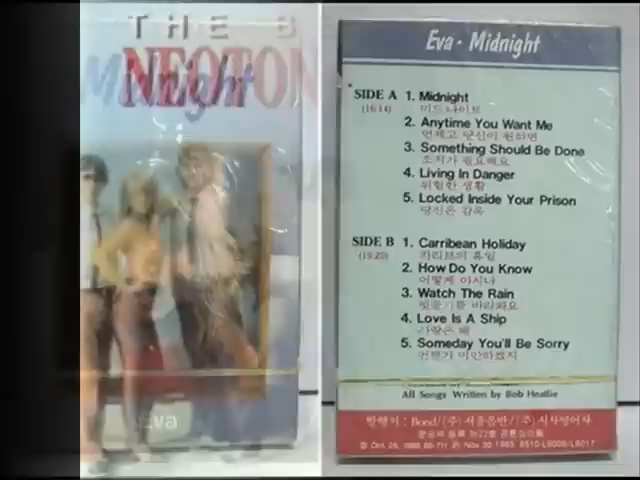 THE B
Midnight
NEOTON
Eva
Eva - Midnight
SIDE A 1. Midnight
(16:14) 미드나이트
2. Anytime You Want Me
언제고 당신이 원하면
3. Something Should Be Done
조치가 필요해요
4. Living In Danger
위험한 생활
5. Locked Inside Your Prison
당신은 감옥
SIDE B 1. Carribean Holiday
카리브의 휴일
2. How Do You Know
어떻게 아시나
3. Watch The Rain
빗줄기를 바라봐요
4. Love Is A Ship
사랑은 배
5. Someday You'll Be Sorry
언젠가 미안하겠지
All Songs Written by Bob Heatlie